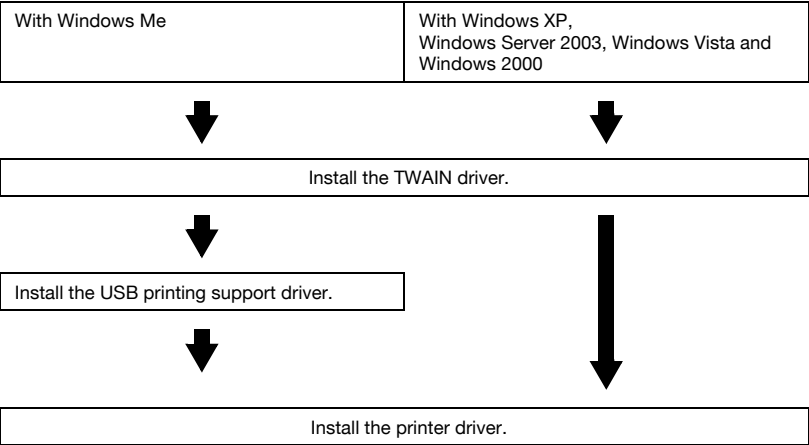 With Windows Me
With Windows XP,
Windows Server 2003, Windows Vista and
Windows 2000
Install the TWAIN driver.
Install the USB printing support driver.
Install the printer driver.